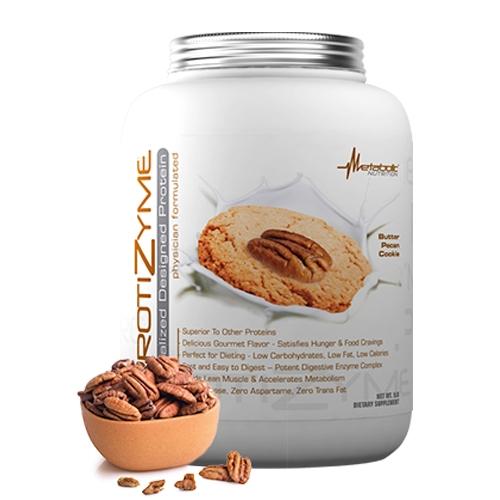 Metabolic
NUTRITION
ROTIZYME
alized Designed Protein
physician formulated
Butter
Pecan
Cookie
Superior To Other Proteins
Delicious Gourmet Flavor - Satisfies Hunger & Food Cravings
Perfect for Dieting - Low Carbohydrates, Low Fat, Low Calories
and Easy to Digest – Potent Digestive Enzyme Complex
Lean Muscle & Accelerates Metabolism
Zero Aspartame, Zero Trans Fat
NET WT.
DIETARY SUPPLEMENT